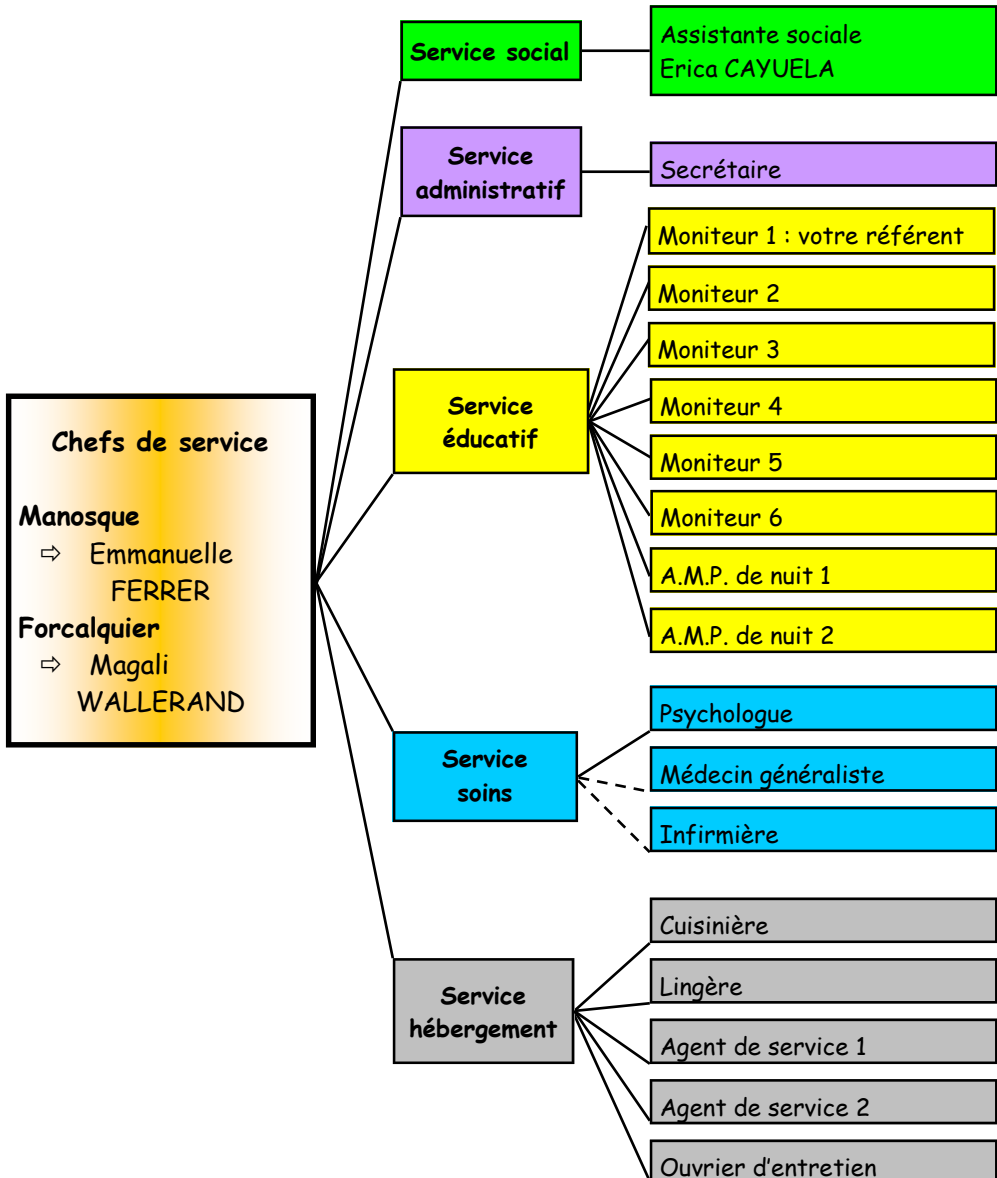 Chefs de service
Manosque
⇨ Emmanuelle
FERRER
Forcalquier
⇨ Magali
WALLERAND
Service social
Assistante sociale
Erica CAYUELA
Service
administratif
Secrétaire
Service
éducatif
Moniteur 1 : votre référent
Moniteur 2
Moniteur 3
Moniteur 4
Moniteur 5
Moniteur 6
A.M.P. de nuit 1
A.M.P. de nuit 2
Service
soins
Psychologue
Médecin généraliste
Infirmière
Service
hébergement
Cuisinière
Lingère
Agent de service 1
Agent de service 2
Ouvrier d’entretien